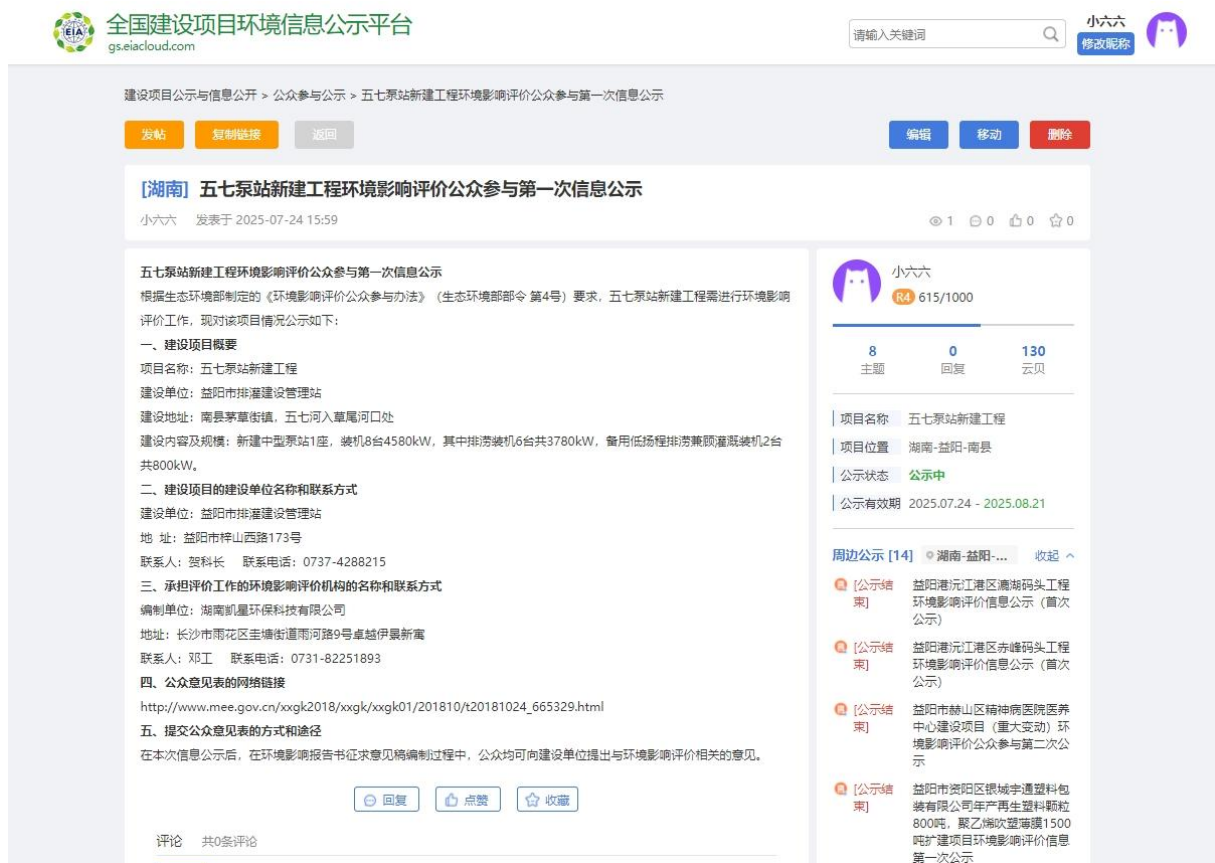 全国建设项目环境信息公示平台
gs.eiacloud.com
请输入关键词
小六六
修改昵称
建设项目公示与信息公开 > 公众参与公示 > 五七泵站新建工程环境影响评价公众参与第一次信息公示
发帖 复制链接 返回 编辑 移动 删除
[湖南] 五七泵站新建工程环境影响评价公众参与第一次信息公示
小六六 发表于 2025-07-24 15:59
1 0 0 0
五七泵站新建工程环境影响评价公众参与第一次信息公示
根据生态环境部制定的《环境影响评价公众参与办法》（生态环境部部令 第4号）要求，五七泵站新建工程需进行环境影响
评价工作，现对该项目情况公示如下：
一、建设项目概要
项目名称：五七泵站新建工程
建设单位：益阳市排灌建设管理站
建设地址：南县茅草街镇，五七河入草尾河口处
建设内容及规模：新建中型泵站1座，装机8台4580kW，其中排涝装机6台共3780kW，备用低扬程排涝兼顾灌溉装机2台
共800kW。
二、建设项目的建设单位名称和联系方式
建设单位：益阳市排灌建设管理站
地 址：益阳市梓山西路173号
联系人：贺科长 联系电话：0737-4288215
三、承担评价工作的环境影响评价机构的名称和联系方式
编制单位：湖南凯星环保科技有限公司
地址：长沙市雨花区圭塘街道雨河路9号卓越伊景新寓
联系人：邓工 联系电话：0731-82251893
四、公众意见表的网络链接
http://www.mee.gov.cn/xxgk2018/xxgk/xxgk01/201810/t20181024_665329.html
五、提交公众意见表的方式和途径
在本次信息公示后，在环境影响报告书征求意见稿编制过程中，公众均可向建设单位提出与环境影响评价相关的意见。
回复 点赞 收藏
评论 共0条评论
小六六
R4 615/1000
8 0 130
主题 回复 云贝
项目名称 五七泵站新建工程
项目位置 湖南-益阳-南县
公示状态 公示中
公示有效期 2025.07.24 - 2025.08.21
周边公示 [14] 湖南-益阳-... 收起
[公示结 益阳港沅江港区漉湖码头工程
束] 环境影响评价信息公示（首次
公示）
[公示结 益阳港沅江港区赤峰码头工程
束] 环境影响评价信息公示（首次
公示）
[公示结 益阳市赫山区精神病医院医养
束] 中心建设项目（重大变动）环
境影响评价公众参与第二次公
示
[公示结 益阳市资阳区银城宇通塑料包
束] 装有限公司年产再生塑料颗粒
800吨，聚乙烯吹塑薄膜1500
吨扩建项目环境影响评价信息
第一次公示